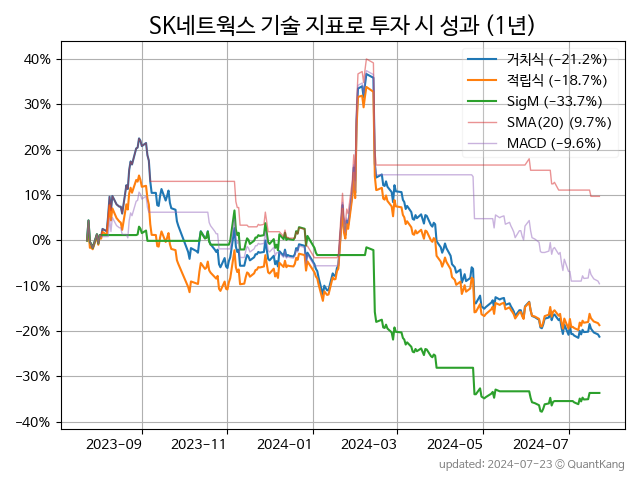 SK네트웍스 기술 지표로 투자 시 성과 (1년)
거치식 (−21.2%)
적립식 (−18.7%)
SigM (−33.7%)
SMA(20) (9.7%)
MACD (−9.6%)
40%
30%
20%
10%
0%
−10%
−20%
−30%
−40%
2023-09
2023-11
2024-01
2024-03
2024-05
2024-07
updated: 2024-07-23 © QuantKang